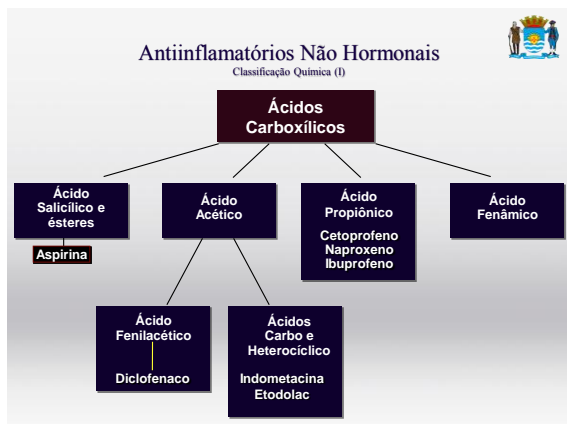 Antiinflamatórios Não Hormonais
Classificação Química (I)
Ácidos
Carboxílicos
Ácido
Salicílico e
ésteres
Aspirina
Ácido
Acético
Ácido
Propiônico
Cetoprofeno
Naproxeno
Ibuprofeno
Ácido
Fenâmico
Ácido
Fenilacético
Diclofenaco
Ácidos
Carbo e
Heterocíclico
Indometacina
Etodolac